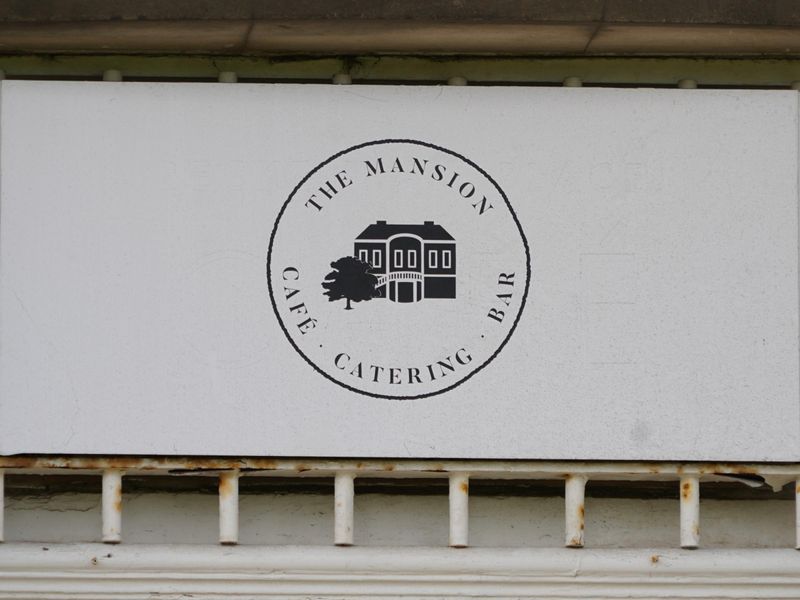 THE MANSION
CAFÉ · CATERING · BAR